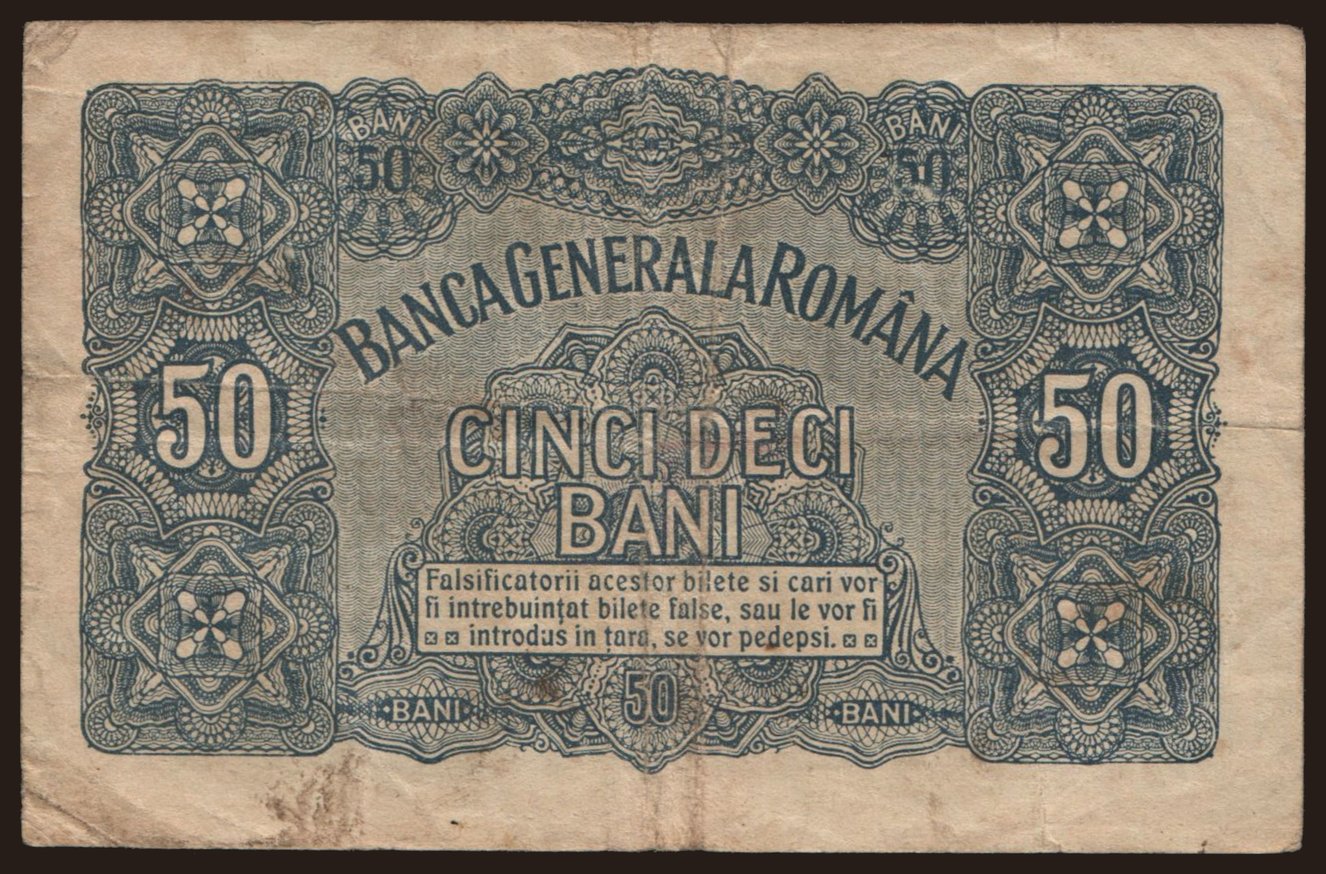 BANI BANI
50 50
BANCA GENERALA ROMÂNA
50 50
CINCI DECI
BANI
Falsificatorii acestor bilete si cari vor
fi intrebuințat bilete false, sau le vor fi
introdus in țara, se vor pedepsi.
50
BANI BANI